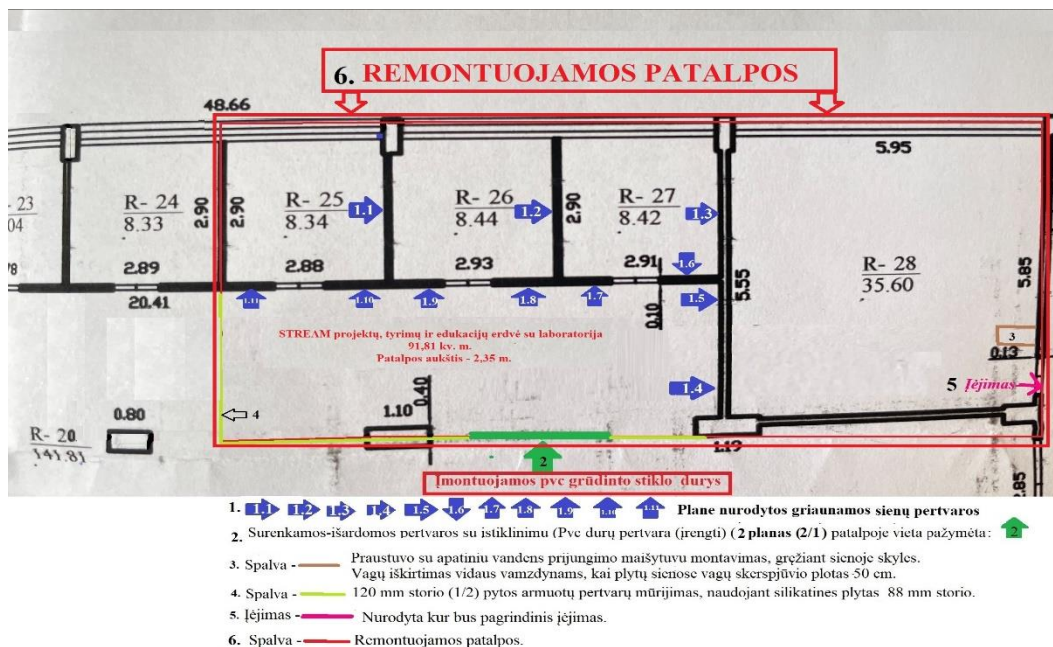 6. REMONTUOJAMOS PATALPOS
48.66
5.95
23
04
R- 24
8.33
2.90
2.90
R- 25
8.34
1.1
R- 26
8.44
1.2
2.90
R- 27
8.42
1.3
R- 28
35.60
5.85
78
2.89
2.88
2.93
2.91
1.6
20.41
1.11
1.10
1.9
1.8
1.7
1.5
5.55
0.10
STREAM projektų, tyrimų ir edukacijų erdvė su laboratorija
91,81 kv. m.
Patalpos aukštis - 2,35 m.
3
0.13
5 Įėjimas
1.4
4
0.80
1.10
0.40
R- 20
141.81
1.19
2
2.85
Įmontuojamos pvc grūdinto stiklo durys
1. 1.1 1.2 1.3 1.4 1.5 1.6 1.7 1.8 1.9 1.10 1.11 Plane nurodytos griaunamos sienų pertvaros
2. Surenkamos-išardomos pertvaros su istiklinimu (Pvc durų pertvara (įrengti) (2 planas (2/1) patalpoje vieta pažymėta: 2
3. Spalva - Praustuvo su apatiniu vandens prijungimo maišytuvu montavimas, gręžiant sienoje skyles.
Vagų iškirtimas vidaus vamzdynams, kai plytų sienose vagų skerspjūvio plotas 50 cm.
4. Spalva - 120 mm storio (1/2) pytos armuotų pertvarų mūrijimas, naudojant silikatines plytas 88 mm storio.
5. Įėjimas - Nurodyta kur bus pagrindinis įėjimas.
6. Spalva - Remontuojamos patalpos.